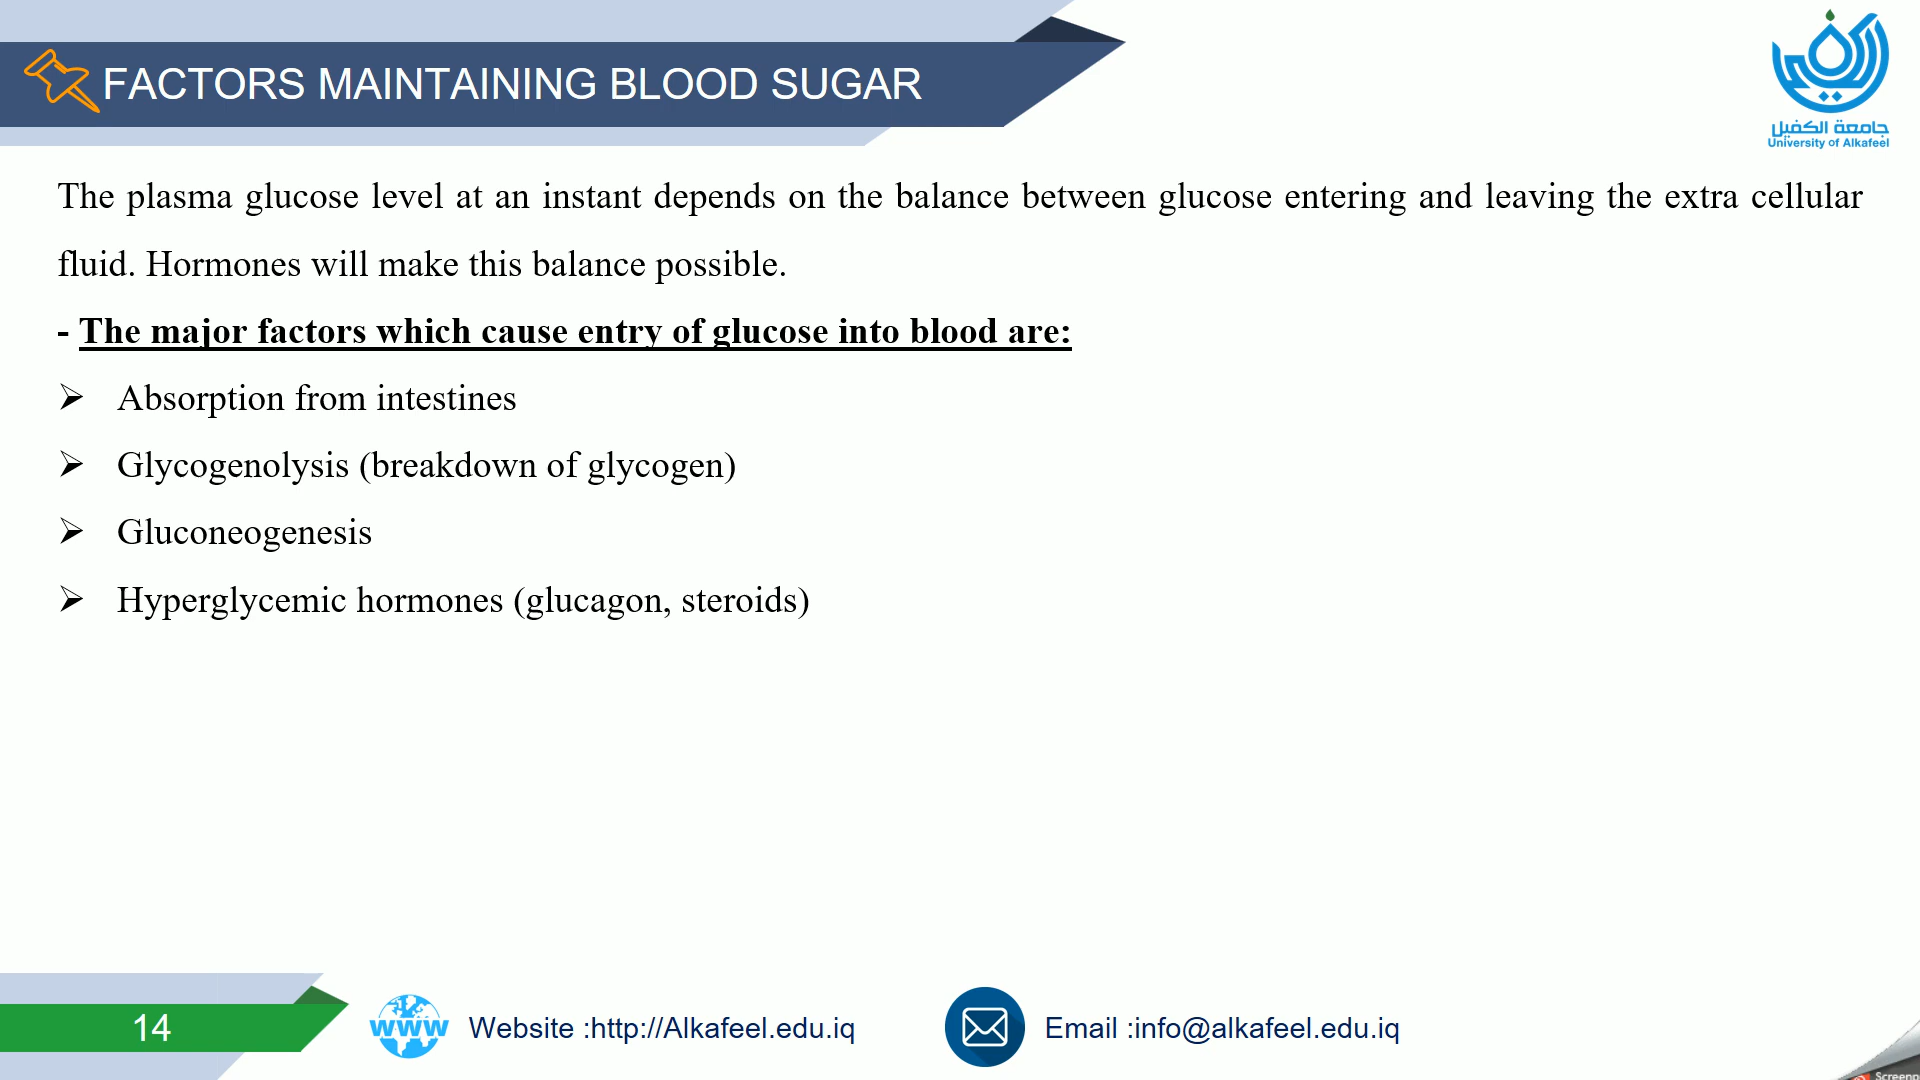 FACTORS MAINTAINING BLOOD SUGAR
جامعة الكفيل
University of Alkafeel
The plasma glucose level at an instant depends on the balance between glucose entering and leaving the extra cellular
fluid. Hormones will make this balance possible.
- The major factors which cause entry of glucose into blood are:
➢ Absorption from intestines
➢ Glycogenolysis (breakdown of glycogen)
➢ Gluconeogenesis
➢ Hyperglycemic hormones (glucagon, steroids)
14
www
Website :http://Alkafeel.edu.iq
Email :info@alkafeel.edu.iq